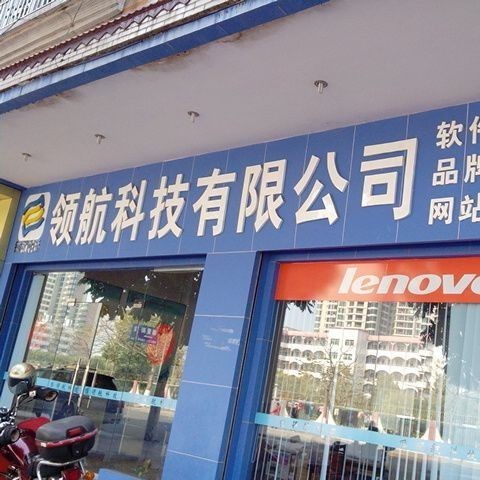 领航科技有限公司
软件
品牌
网站
lenovo